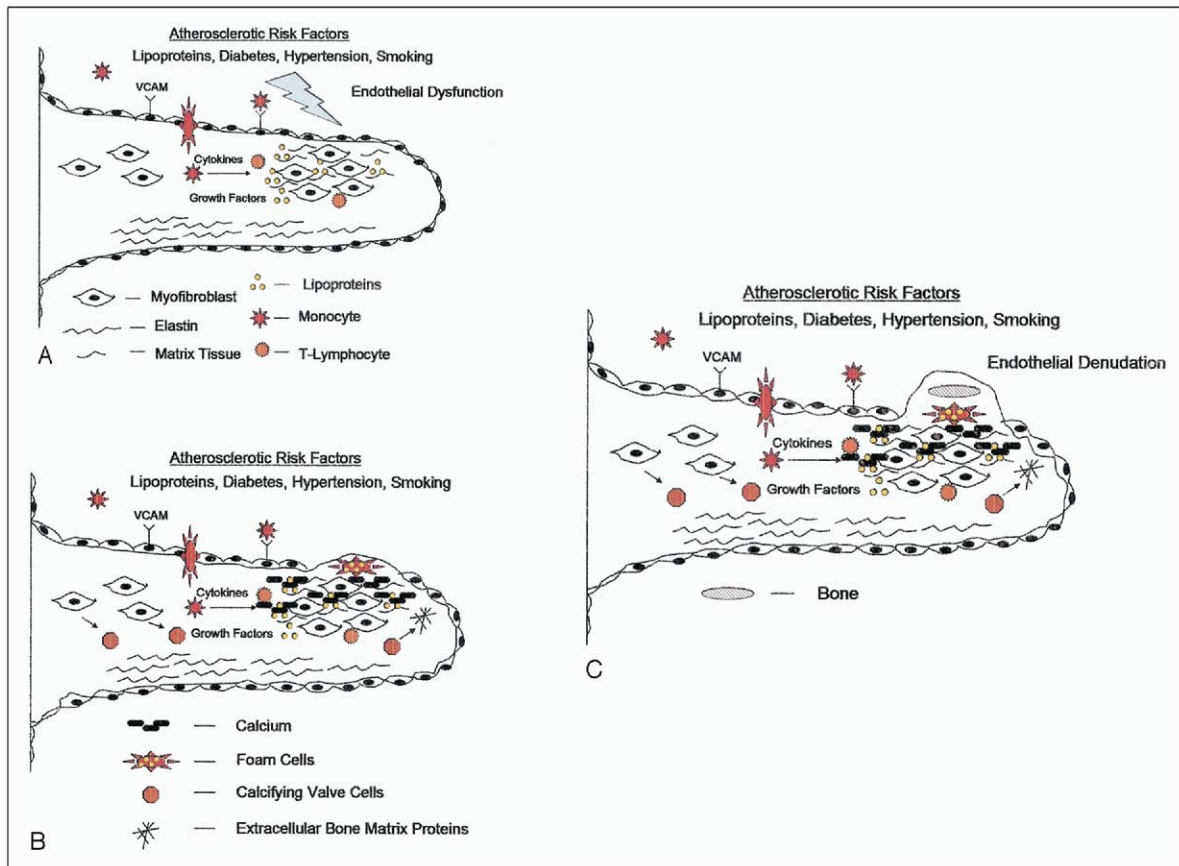 Atherosclerotic Risk Factors
Lipoproteins, Diabetes, Hypertension, Smoking
VCAM
Endothelial Dysfunction
Cytokines
Growth Factors
Myofibroblast
Lipoproteins
Elastin
Monocyte
Matrix Tissue
T-Lymphocyte
A
Atherosclerotic Risk Factors
Lipoproteins, Diabetes, Hypertension, Smoking
VCAM
Cytokines
Growth Factors
Calcium
Foam Cells
Calcifying Valve Cells
Extracellular Bone Matrix Proteins
B
Atherosclerotic Risk Factors
Lipoproteins, Diabetes, Hypertension, Smoking
VCAM
Endothelial Denudation
Cytokines
Growth Factors
Bone
C